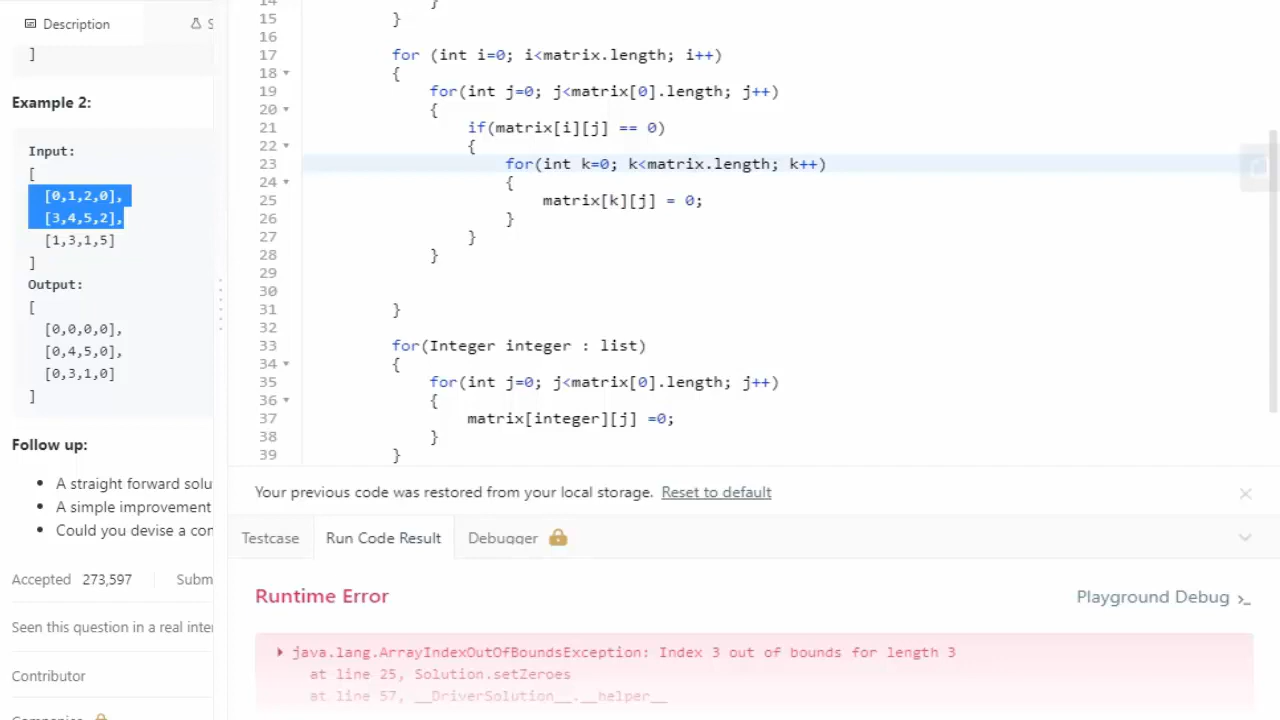 Description
S
]
Example 2:
Input:
[
[0,1,2,0],
[3,4,5,2],
[1,3,1,5]
]
Output:
[
[0,0,0,0],
[0,4,5,0],
[0,3,1,0]
]
Follow up:
• A straight forward solu
• A simple improvement
• Could you devise a con
Accepted 273,597 Subm
Seen this question in a real inter
Contributor
14 }
15 }
16
17 for (int i=0; i<matrix.length; i++)
18 {
19 for(int j=0; j<matrix[0].length; j++)
20 {
21 if(matrix[i][j] == 0)
22 {
23 for(int k=0; k<matrix.length; k++)
24 {
25 matrix[k][j] = 0;
26 }
27 }
28 }
29
30
31 }
32
33 for(Integer integer : list)
34 {
35 for(int j=0; j<matrix[0].length; j++)
36 {
37 matrix[integer][j] =0;
38 }
39 }
Your previous code was restored from your local storage. Reset to default
Testcase Run Code Result Debugger
Runtime Error Playground Debug >_
java.lang.ArrayIndexOutOfBoundsException: Index 3 out of bounds for length 3
at line 25, Solution.setZeroes
at line 57, __DriverSolution__.__helper__